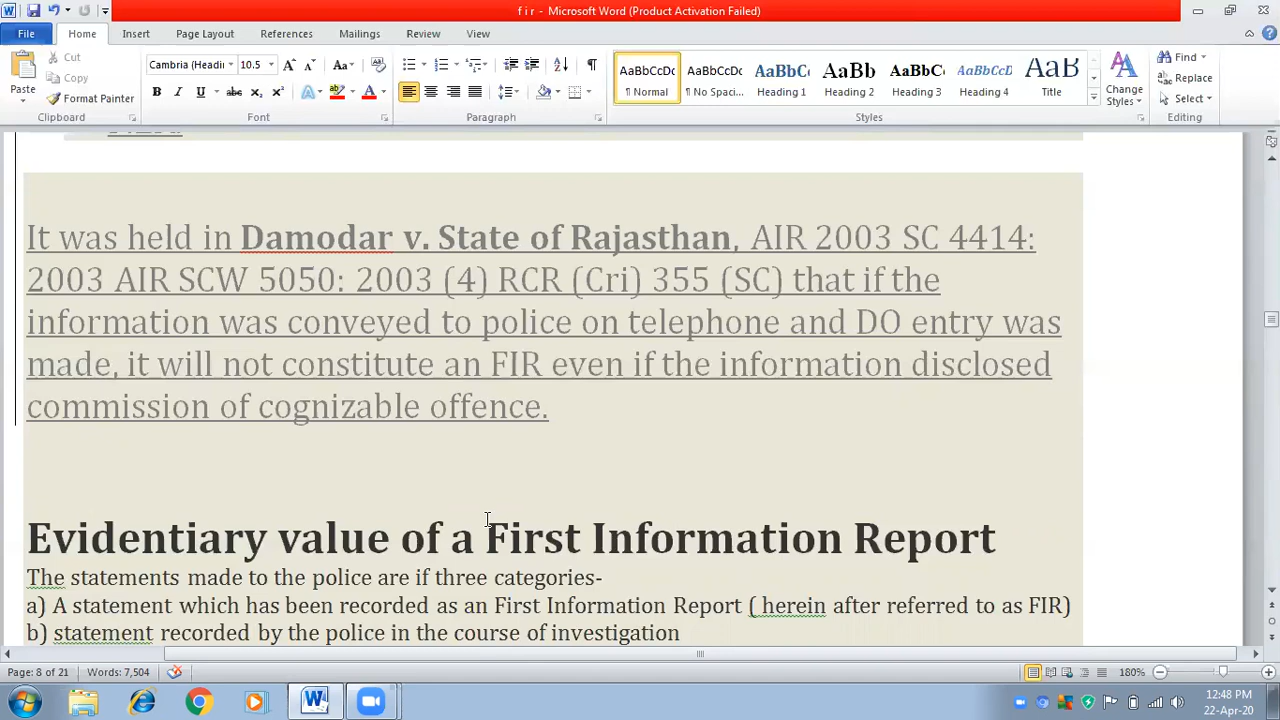 f i r - Microsoft Word (Product Activation Failed)
File Home Insert Page Layout References Mailings Review View
Paste
Cut
Copy
Format Painter
Clipboard
Cambria (Headi 10.5
Font
Paragraph
AaBbCcDc AaBbCcDc AaBbC AaBb AaBbC AaBbCcI AaB
¶ Normal ¶ No Spaci... Heading 1 Heading 2 Heading 3 Heading 4 Title
Change Styles
Styles
Find
Replace
Select
Editing
It was held in Damodar v. State of Rajasthan, AIR 2003 SC 4414:
2003 AIR SCW 5050: 2003 (4) RCR (Cri) 355 (SC) that if the
information was conveyed to police on telephone and DO entry was
made, it will not constitute an FIR even if the information disclosed
commission of cognizable offence.
Evidentiary value of a First Information Report
The statements made to the police are if three categories-
a) A statement which has been recorded as an First Information Report ( herein after referred to as FIR)
b) statement recorded by the police in the course of investigation
Page: 8 of 21 Words: 7,504 180%
12:48 PM
22-Apr-20